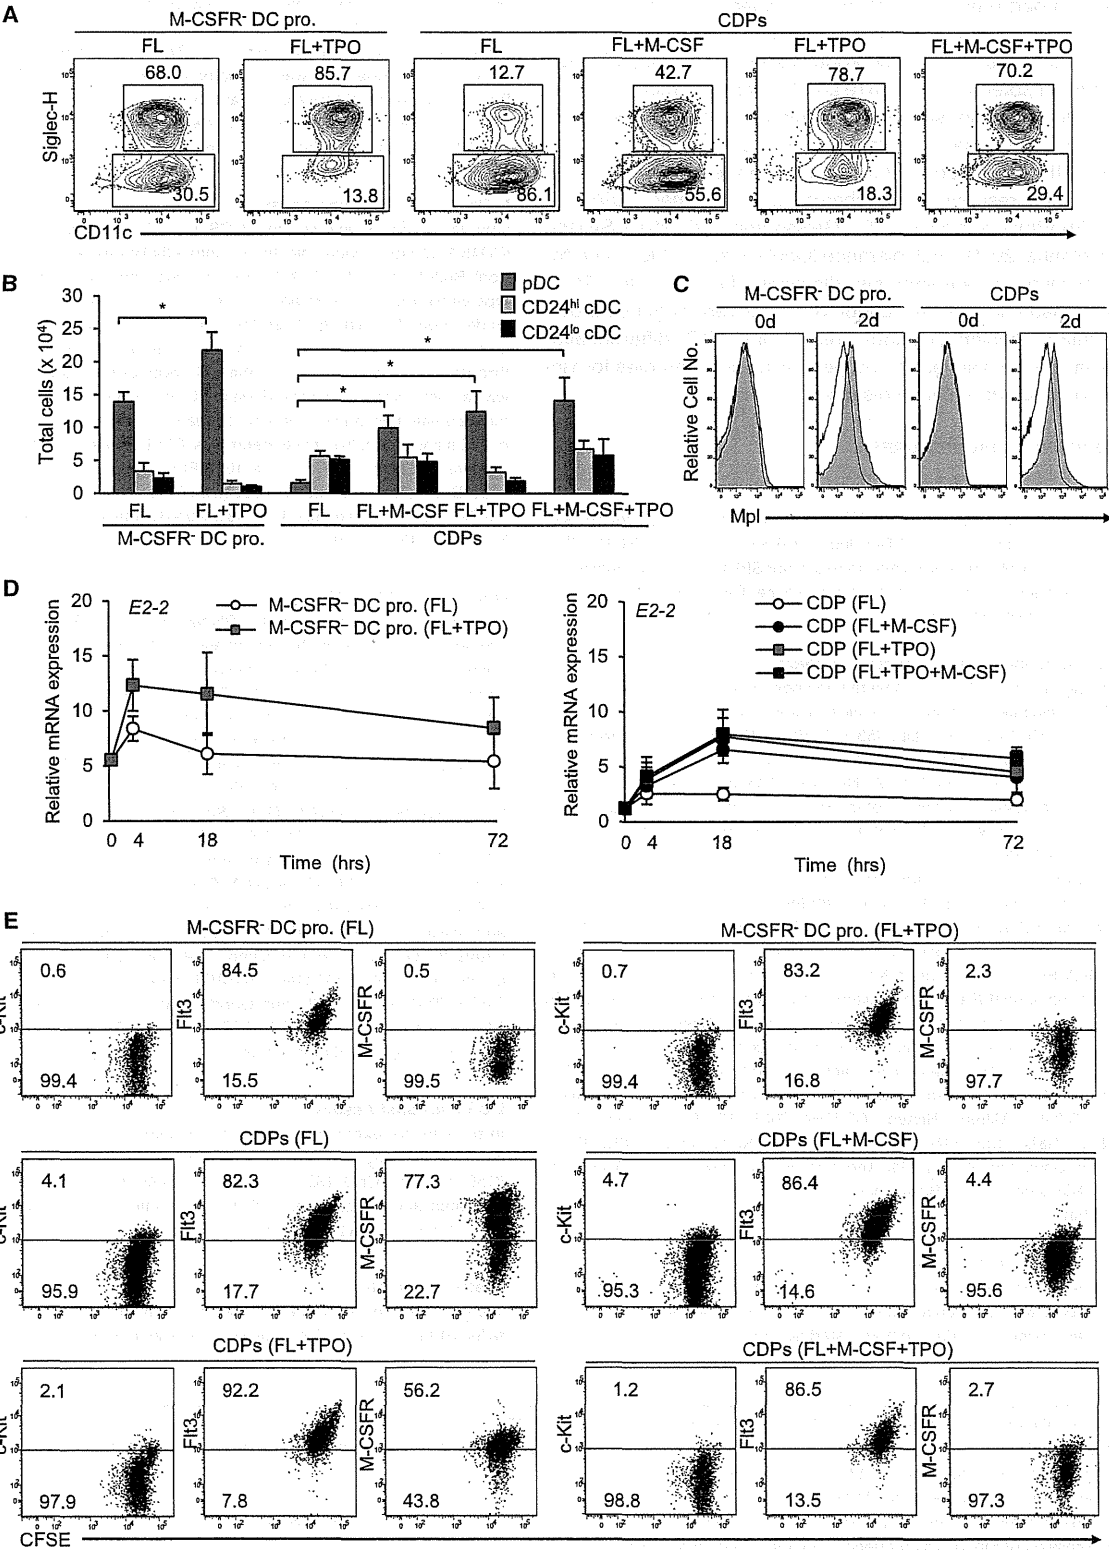 A
M-CSFR⁻ DC pro.
CDPs
FL
FL+TPO
FL
FL+M-CSF
FL+TPO
FL+M-CSF+TPO
68.0
85.7
12.7
42.7
78.7
70.2
Siglec-H
30.5
13.8
86.1
55.6
18.3
29.4
CD11c
B
pDC
CD24ʰⁱ cDC
CD24ˡᵒ cDC
Total cells (x 10⁴)
30
25
20
15
10
5
0
*
*
*
*
FL
FL+TPO
FL
FL+M-CSF
FL+TPO
FL+M-CSF+TPO
M-CSFR⁻ DC pro.
CDPs
C
M-CSFR⁻ DC pro.
CDPs
0d
2d
0d
2d
Relative Cell No.
Mpl
D
E2-2
M-CSFR⁻ DC pro. (FL)
M-CSFR⁻ DC pro. (FL+TPO)
Relative mRNA expression
20
15
10
5
0
0 4 18 72
Time (hrs)
E2-2
CDP (FL)
CDP (FL+M-CSF)
CDP (FL+TPO)
CDP (FL+TPO+M-CSF)
Relative mRNA expression
20
15
10
5
0
0 4 18 72
Time (hrs)
E
M-CSFR⁻ DC pro. (FL)
M-CSFR⁻ DC pro. (FL+TPO)
c-Kit
0.6
99.4
Flt3
84.5
15.5
M-CSFR
0.5
99.5
c-Kit
0.7
99.4
Flt3
83.2
16.8
M-CSFR
2.3
97.7
CDPs (FL)
CDPs (FL+M-CSF)
c-Kit
4.1
95.9
Flt3
82.3
17.7
M-CSFR
77.3
22.7
c-Kit
4.7
95.3
Flt3
86.4
14.6
M-CSFR
4.4
95.6
CDPs (FL+TPO)
CDPs (FL+M-CSF+TPO)
c-Kit
2.1
97.9
Flt3
92.2
7.8
M-CSFR
56.2
43.8
c-Kit
1.2
98.8
Flt3
86.5
13.5
M-CSFR
2.7
97.3
CFSE